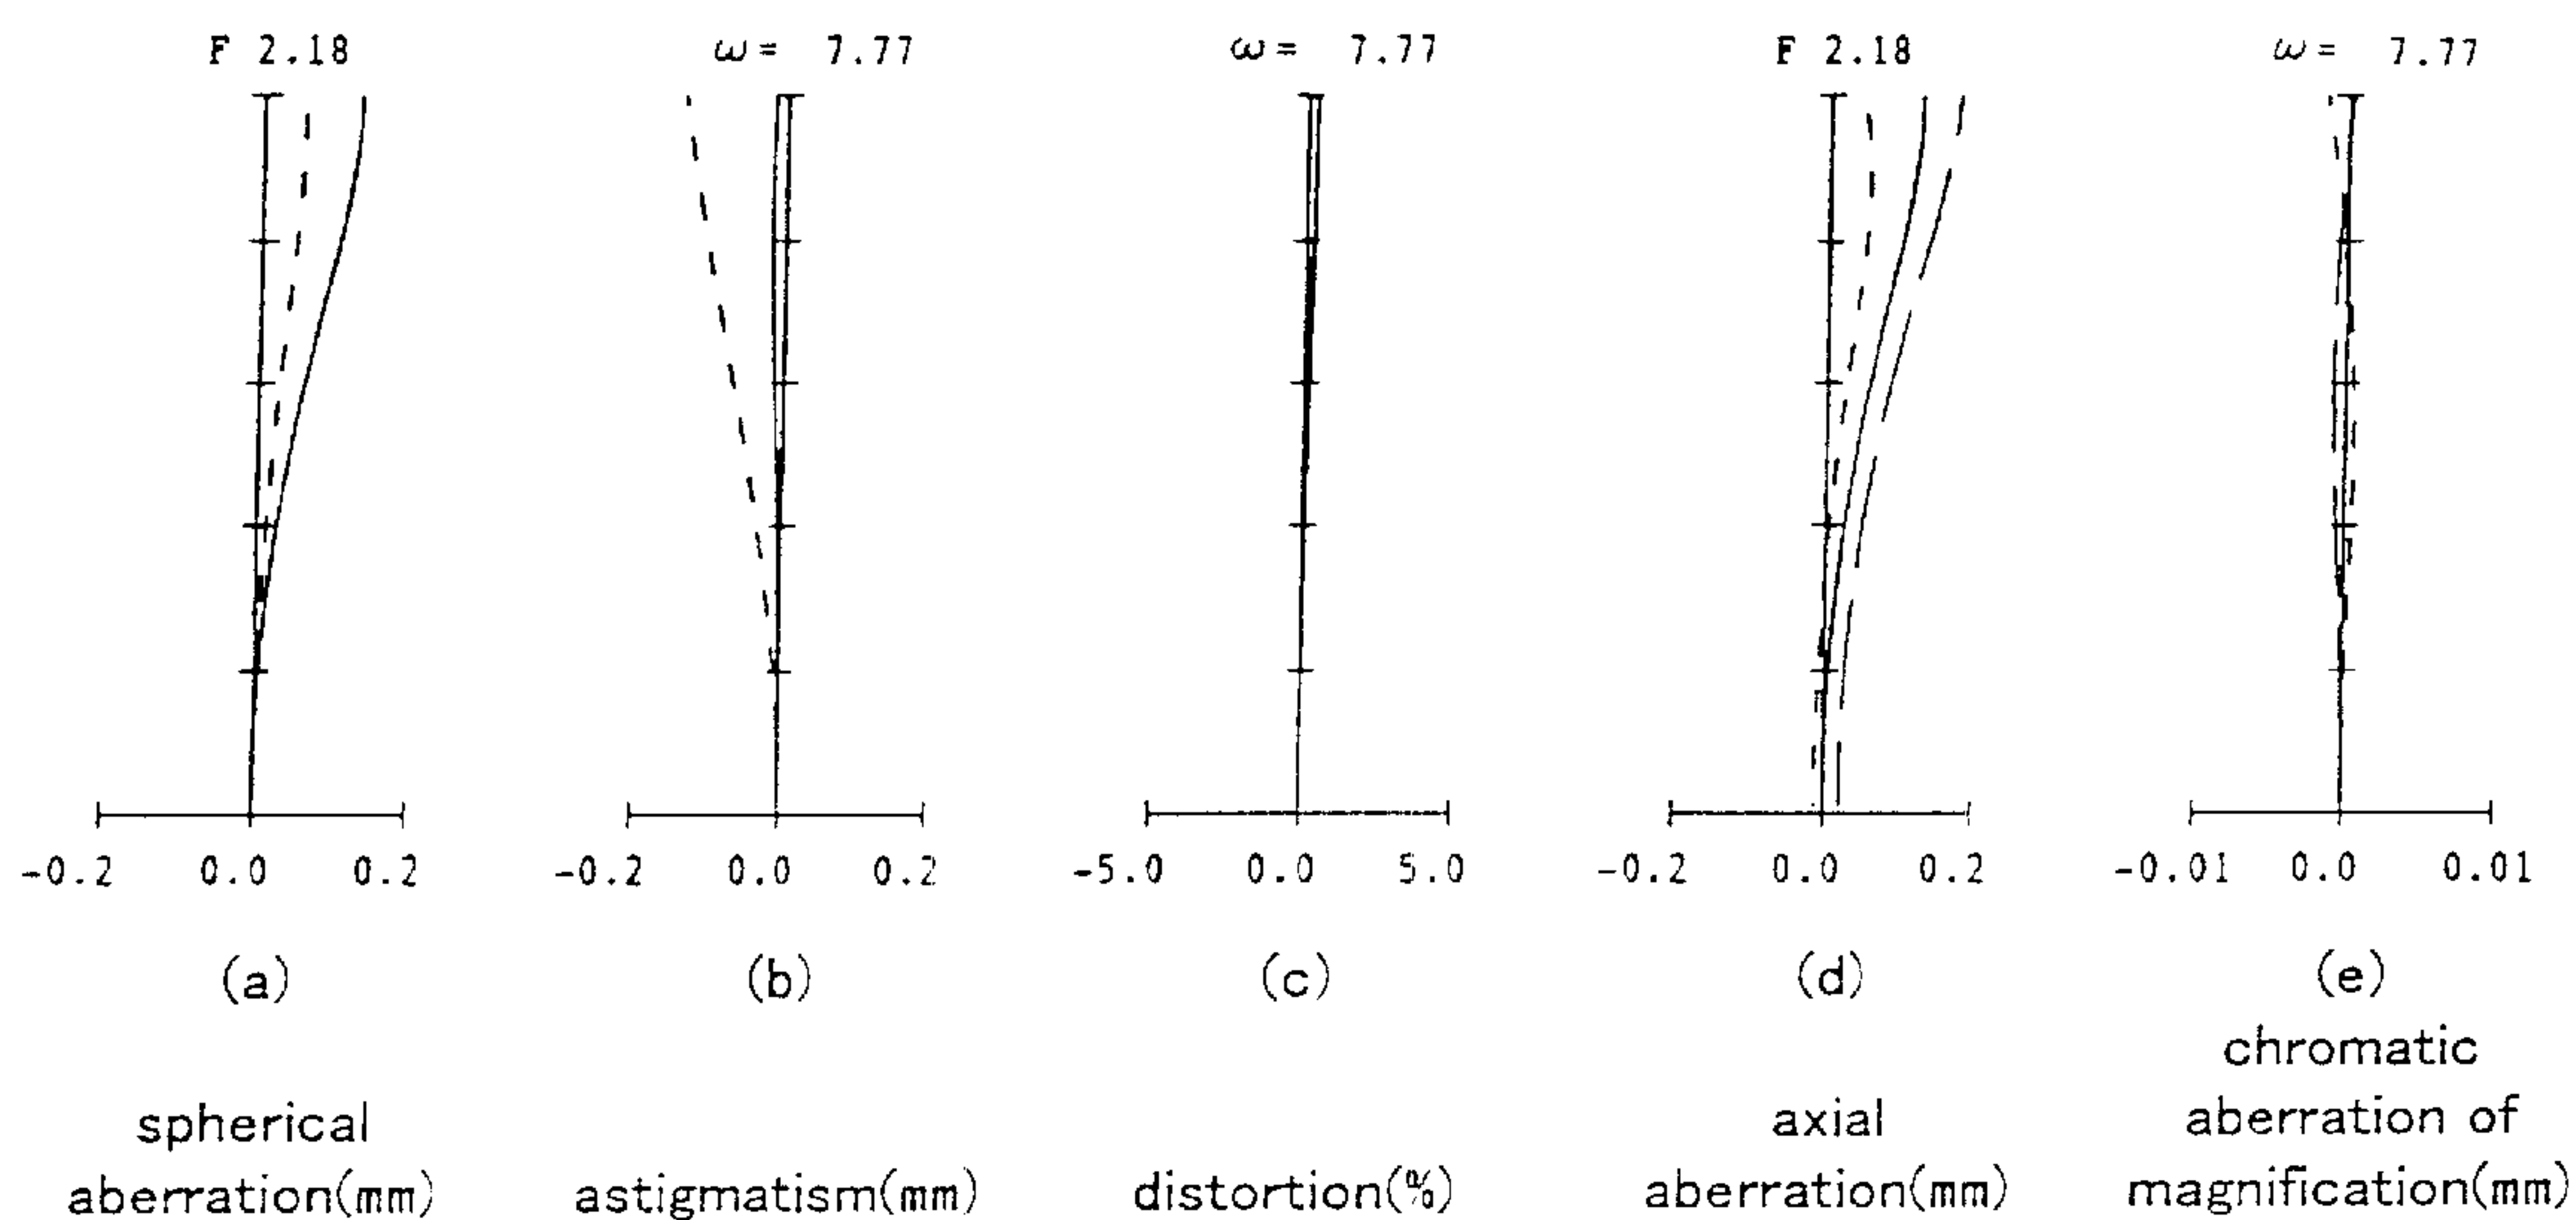 F 2.18
ω = 7.77
ω = 7.77
F 2.18
ω = 7.77
-0.2 0.0 0.2
-0.2 0.0 0.2
-5.0 0.0 5.0
-0.2 0.0 0.2
-0.01 0.0 0.01
(a)
(b)
(c)
(d)
(e)
spherical
aberration(mm)
astigmatism(mm)
distortion(%)
axial
aberration(mm)
chromatic
aberration of
magnification(mm)